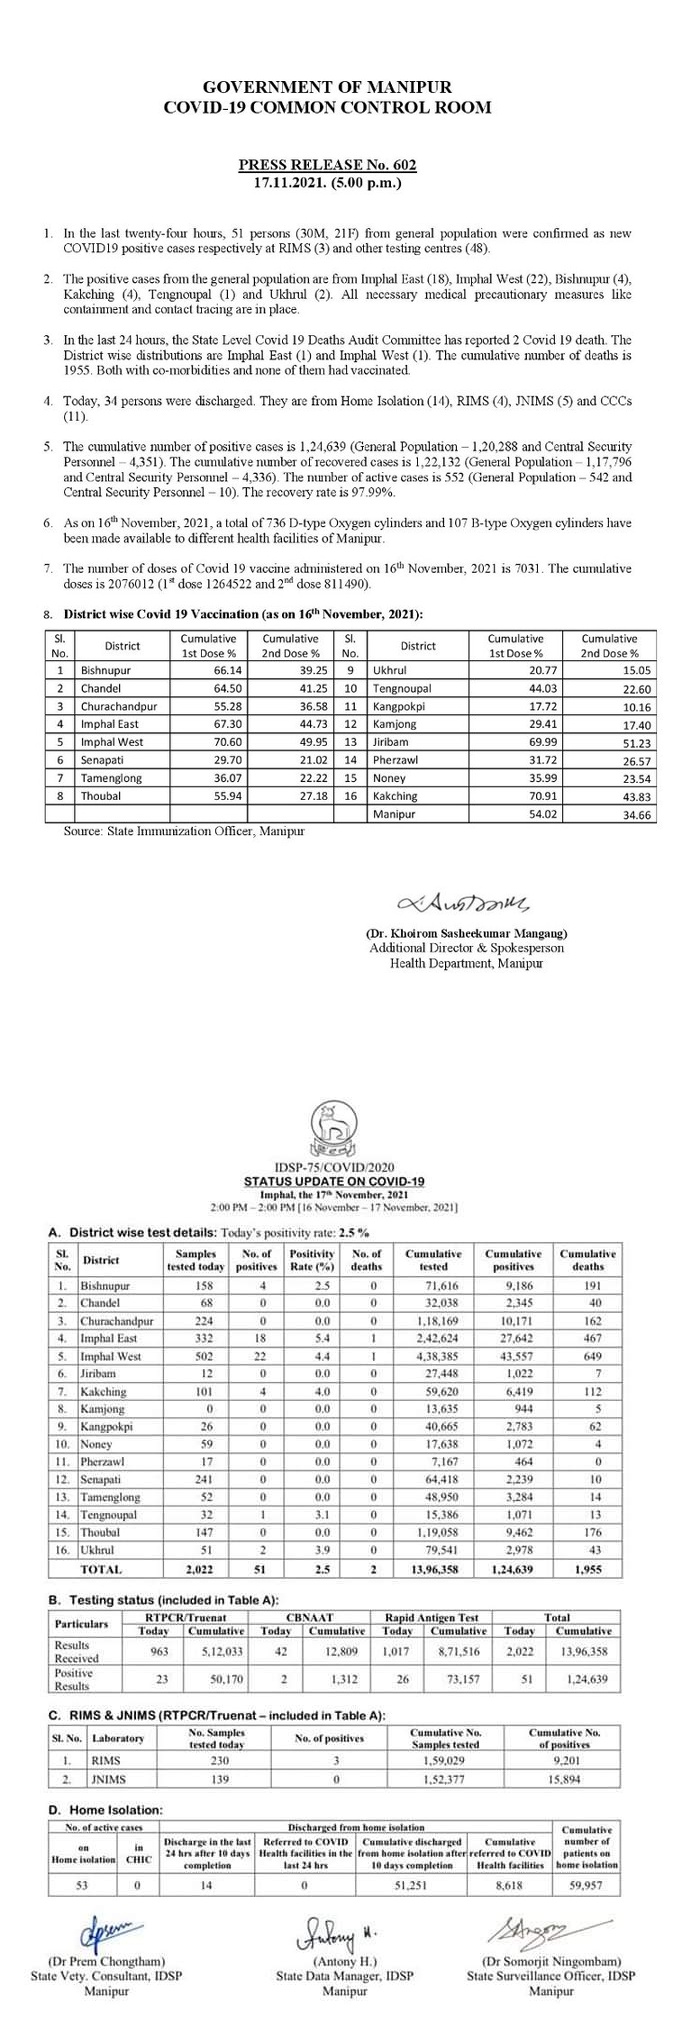 GOVERNMENT OF MANIPUR
COVID-19 COMMON CONTROL ROOM
PRESS RELEASE No. 602
17.11.2021. (5.00 p.m.)
1. In the last twenty-four hours, 51 persons (30M, 21F) from general population were confirmed as new
COVID19 positive cases respectively at RIMS (3) and other testing centres (48).
2. The positive cases from the general population are from Imphal East (18), Imphal West (22), Bishnupur (4),
Kakching (4), Tengnoupal (1) and Ukhrul (2). All necessary medical precautionary measures like
containment and contact tracing are in place.
3. In the last 24 hours, the State Level Covid 19 Deaths Audit Committee has reported 2 Covid 19 death. The
District wise distributions are Imphal East (1) and Imphal West (1). The cumulative number of deaths is
1955. Both with co-morbidities and none of them had vaccinated.
4. Today, 34 persons were discharged. They are from Home Isolation (14), RIMS (4), JNIMS (5) and CCCs
(11).
5. The cumulative number of positive cases is 1,24,639 (General Population – 1,20,288 and Central Security
Personnel – 4,351). The cumulative number of recovered cases is 1,22,132 (General Population – 1,17,796
and Central Security Personnel – 4,336). The number of active cases is 552 (General Population – 542 and
Central Security Personnel – 10). The recovery rate is 97.99%.
6. As on 16th November, 2021, a total of 736 D-type Oxygen cylinders and 107 B-type Oxygen cylinders have
been made available to different health facilities of Manipur.
7. The number of doses of Covid 19 vaccine administered on 16th November, 2021 is 7031. The cumulative
doses is 2076012 (1st dose 1264522 and 2nd dose 811490).
8. District wise Covid 19 Vaccination (as on 16th November, 2021):
Sl. No. District Cumulative 1st Dose % Cumulative 2nd Dose % Sl. No. District Cumulative 1st Dose % Cumulative 2nd Dose %
1 Bishnupur 66.14 39.25 9 Ukhrul 20.77 15.05
2 Chandel 64.50 41.25 10 Tengnoupal 44.03 22.60
3 Churachandpur 55.28 36.58 11 Kangpokpi 17.72 10.16
4 Imphal East 67.30 44.73 12 Kamjong 29.41 17.40
5 Imphal West 70.60 49.95 13 Jiribam 69.99 51.23
6 Senapati 29.70 21.02 14 Pherzawl 31.72 26.57
7 Tamenglong 36.07 22.22 15 Noney 35.99 23.54
8 Thoubal 55.94 27.18 16 Kakching 70.91 43.83
Manipur 54.02 34.66
Source: State Immunization Officer, Manipur
(Dr. Khoirom Sasheekumar Mangang)
Additional Director & Spokesperson
Health Department, Manipur
IDSP-75/COVID/2020
STATUS UPDATE ON COVID-19
Imphal, the 17th November, 2021
2:00 PM – 2:00 PM [16 November – 17 November, 2021]
A. District wise test details: Today's positivity rate: 2.5 %
Sl. No. District Samples tested today No. of positives Positivity Rate (%) No. of deaths Cumulative tested Cumulative positives Cumulative deaths
1. Bishnupur 158 4 2.5 0 71,616 9,186 191
2. Chandel 68 0 0.0 0 32,038 2,345 40
3. Churachandpur 224 0 0.0 0 1,18,169 10,171 162
4. Imphal East 332 18 5.4 1 2,42,624 27,642 467
5. Imphal West 502 22 4.4 1 4,38,385 43,557 649
6. Jiribam 12 0 0.0 0 27,448 1,022 7
7. Kakching 101 4 4.0 0 59,620 6,419 112
8. Kamjong 0 0 0.0 0 13,635 944 5
9. Kangpokpi 26 0 0.0 0 40,665 2,783 62
10. Noney 59 0 0.0 0 17,638 1,072 4
11. Pherzawl 17 0 0.0 0 7,167 464 0
12. Senapati 241 0 0.0 0 64,418 2,239 10
13. Tamenglong 52 0 0.0 0 48,950 3,284 14
14. Tengnoupal 32 1 3.1 0 15,386 1,071 13
15. Thoubal 147 0 0.0 0 1,19,058 9,462 176
16. Ukhrul 51 2 3.9 0 79,541 2,978 43
TOTAL 2,022 51 2.5 2 13,96,358 1,24,639 1,955
B. Testing status (included in Table A):
Particulars RTPCR/Truenat CBNAAT Rapid Antigen Test Total
Today Cumulative Today Cumulative Today Cumulative Today Cumulative
Results Received 963 5,12,033 42 12,809 1,017 8,71,516 2,022 13,96,358
Positive Results 23 50,170 2 1,312 26 73,157 51 1,24,639
C. RIMS & JNIMS (RTPCR/Truenat – included in Table A):
Sl. No. Laboratory No. Samples tested today No. of positives Cumulative No. Samples tested Cumulative No. of positives
1. RIMS 230 3 1,59,029 9,201
2. JNIMS 139 0 1,52,377 15,894
D. Home Isolation:
No. of active cases Discharged from home isolation Cumulative number of patients on home isolation
on Home isolation in CHIC Discharge in the last 24 hrs after 10 days completion Referred to COVID Health facilities in the last 24 hrs Cumulative discharged from home isolation after 10 days completion Cumulative referred to COVID Health facilities
53 0 14 0 51,251 8,618 59,957
(Dr Prem Chongtham) (Antony H.) (Dr Somorjit Ningombam)
State Vety. Consultant, IDSP State Data Manager, IDSP State Surveillance Officer, IDSP
Manipur Manipur Manipur